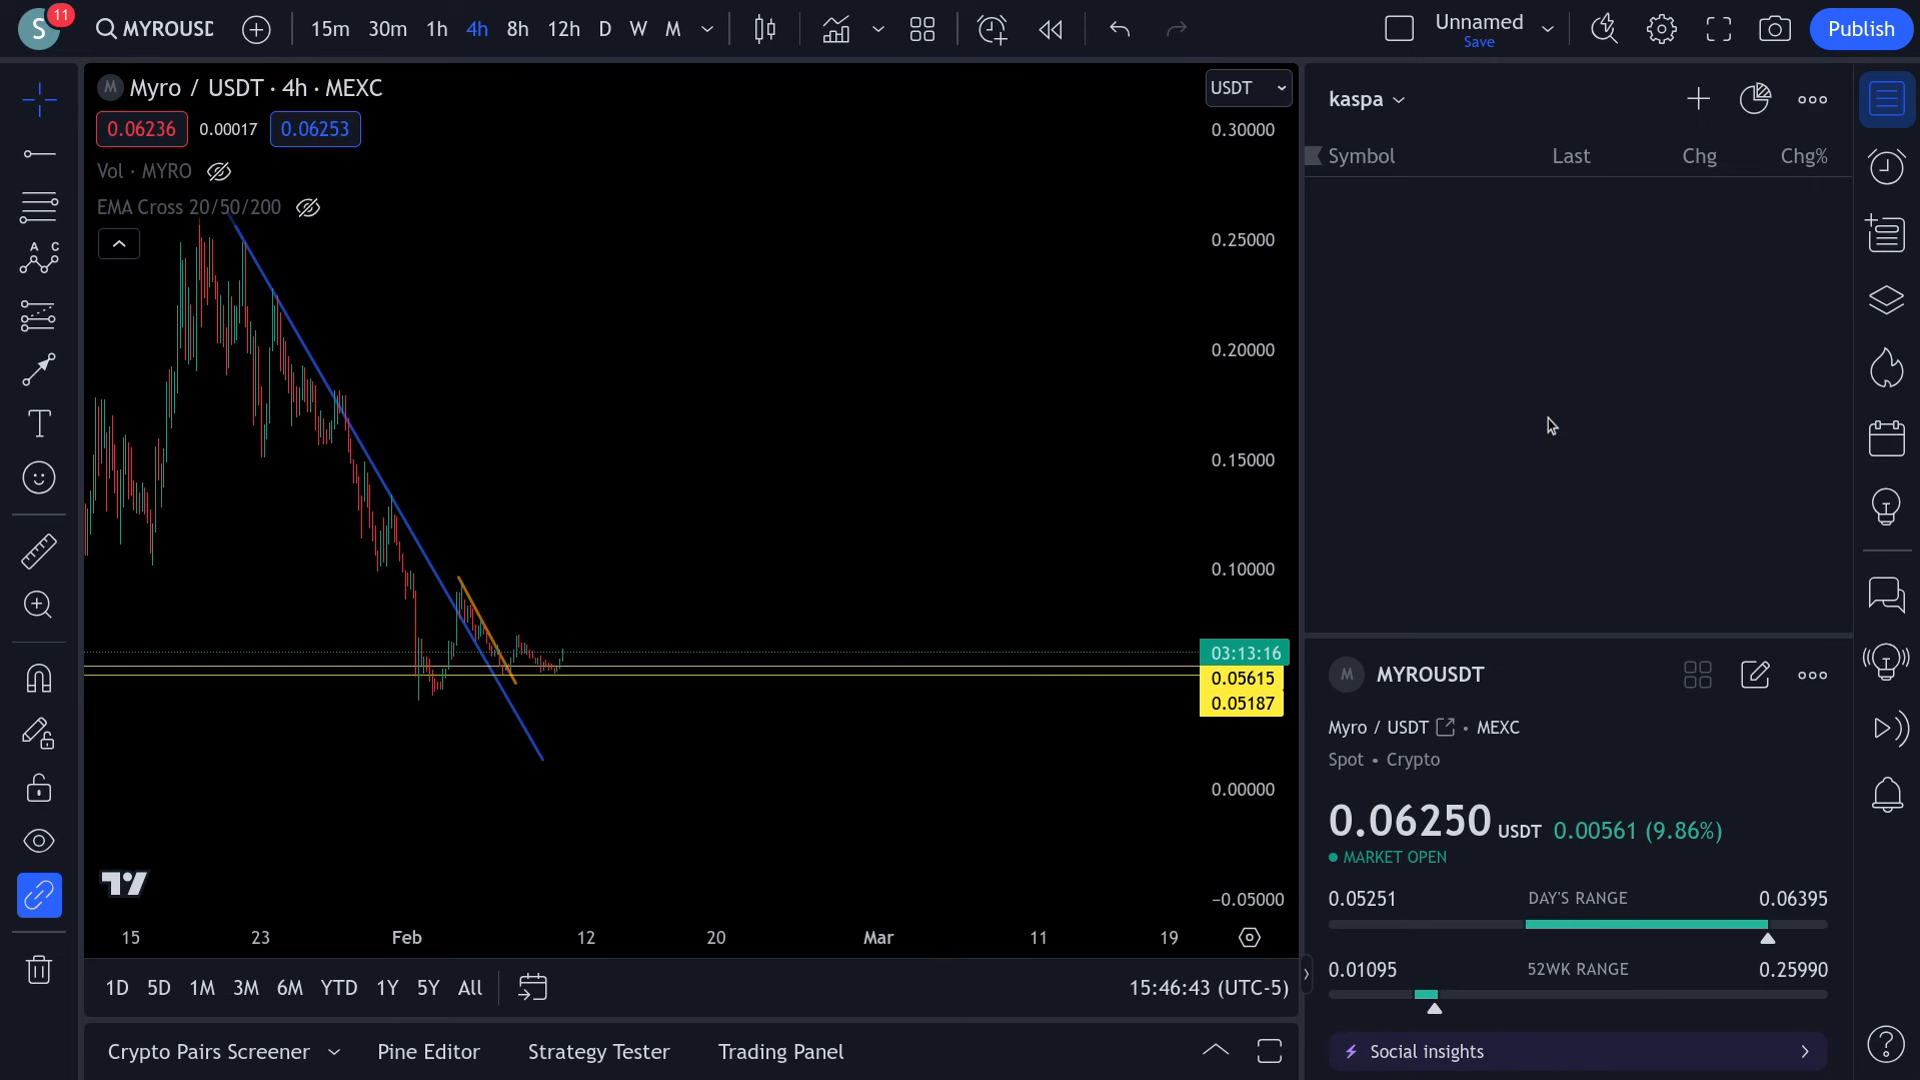 S
11
MYROUSD
15m 30m 1h 4h 8h 12h D W M
Unnamed
Save
Publish
M Myro / USDT · 4h · MEXC
0.06236 0.00017 0.06253
Vol · MYRO
EMA Cross 20/50/200
USDT
0.30000
0.25000
0.20000
0.15000
0.10000
03:13:16
0.05615
0.05187
0.00000
−0.05000
15 23 Feb 12 20 Mar 11 19
1D 5D 1M 3M 6M YTD 1Y 5Y All
15:46:43 (UTC-5)
Crypto Pairs Screener Pine Editor Strategy Tester Trading Panel
A C
T
kaspa
Symbol Last Chg Chg%
M MYROUSDT
Myro / USDT • MEXC
Spot • Crypto
0.06250 USDT 0.00561 (9.86%)
MARKET OPEN
0.05251 DAY'S RANGE 0.06395
0.01095 52WK RANGE 0.25990
Social insights